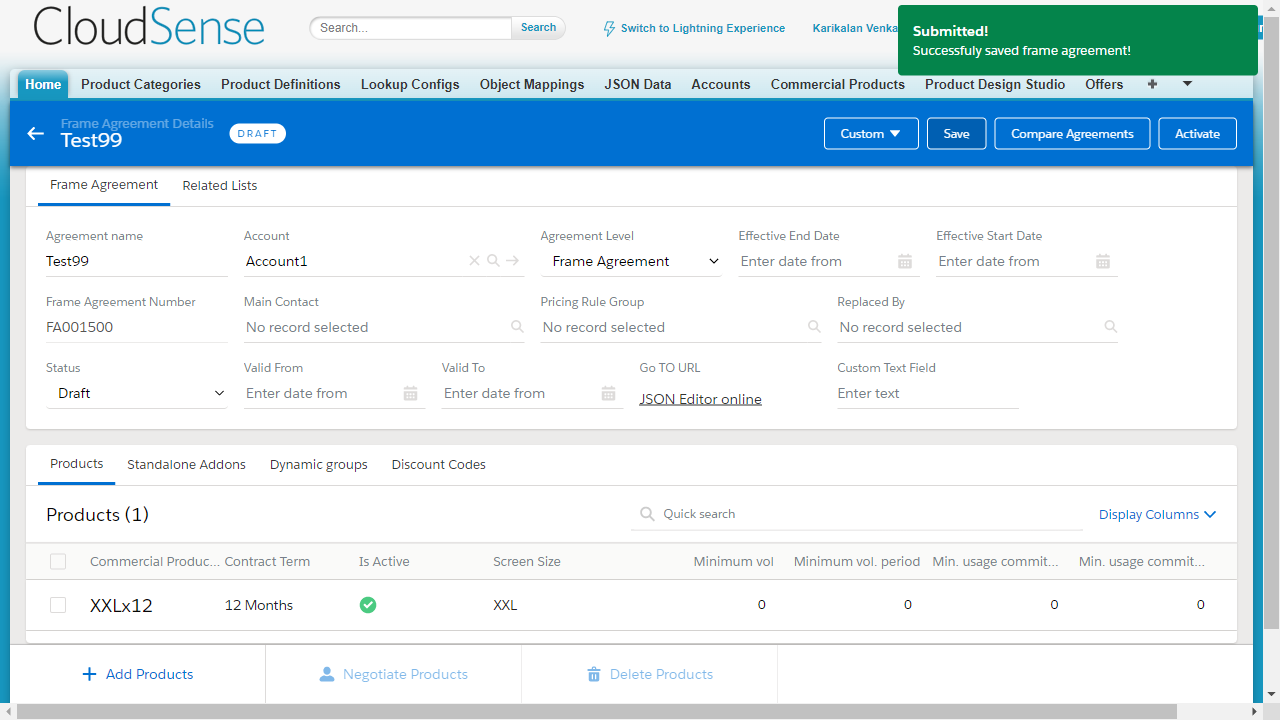 CloudSense
Search...
Search
Switch to Lightning Experience
Karikalan Venka
Submitted!
Successfuly saved frame agreement!
Home
Product Categories
Product Definitions
Lookup Configs
Object Mappings
JSON Data
Accounts
Commercial Products
Product Design Studio
Offers
Frame Agreement Details
Test99
DRAFT
Custom
Save
Compare Agreements
Activate
Frame Agreement
Related Lists
Agreement name
Account
Agreement Level
Effective End Date
Effective Start Date
Test99
Account1
Frame Agreement
Enter date from
Enter date from
Frame Agreement Number
Main Contact
Pricing Rule Group
Replaced By
FA001500
No record selected
No record selected
No record selected
Status
Valid From
Valid To
Go TO URL
Custom Text Field
Draft
Enter date from
Enter date from
JSON Editor online
Enter text
Products
Standalone Addons
Dynamic groups
Discount Codes
Products (1)
Quick search
Display Columns
Commercial Produc...
Contract Term
Is Active
Screen Size
Minimum vol
Minimum vol. period
Min. usage commit...
Min. usage commit...
XXLx12
12 Months
XXL
0
0
0
0
Add Products
Negotiate Products
Delete Products